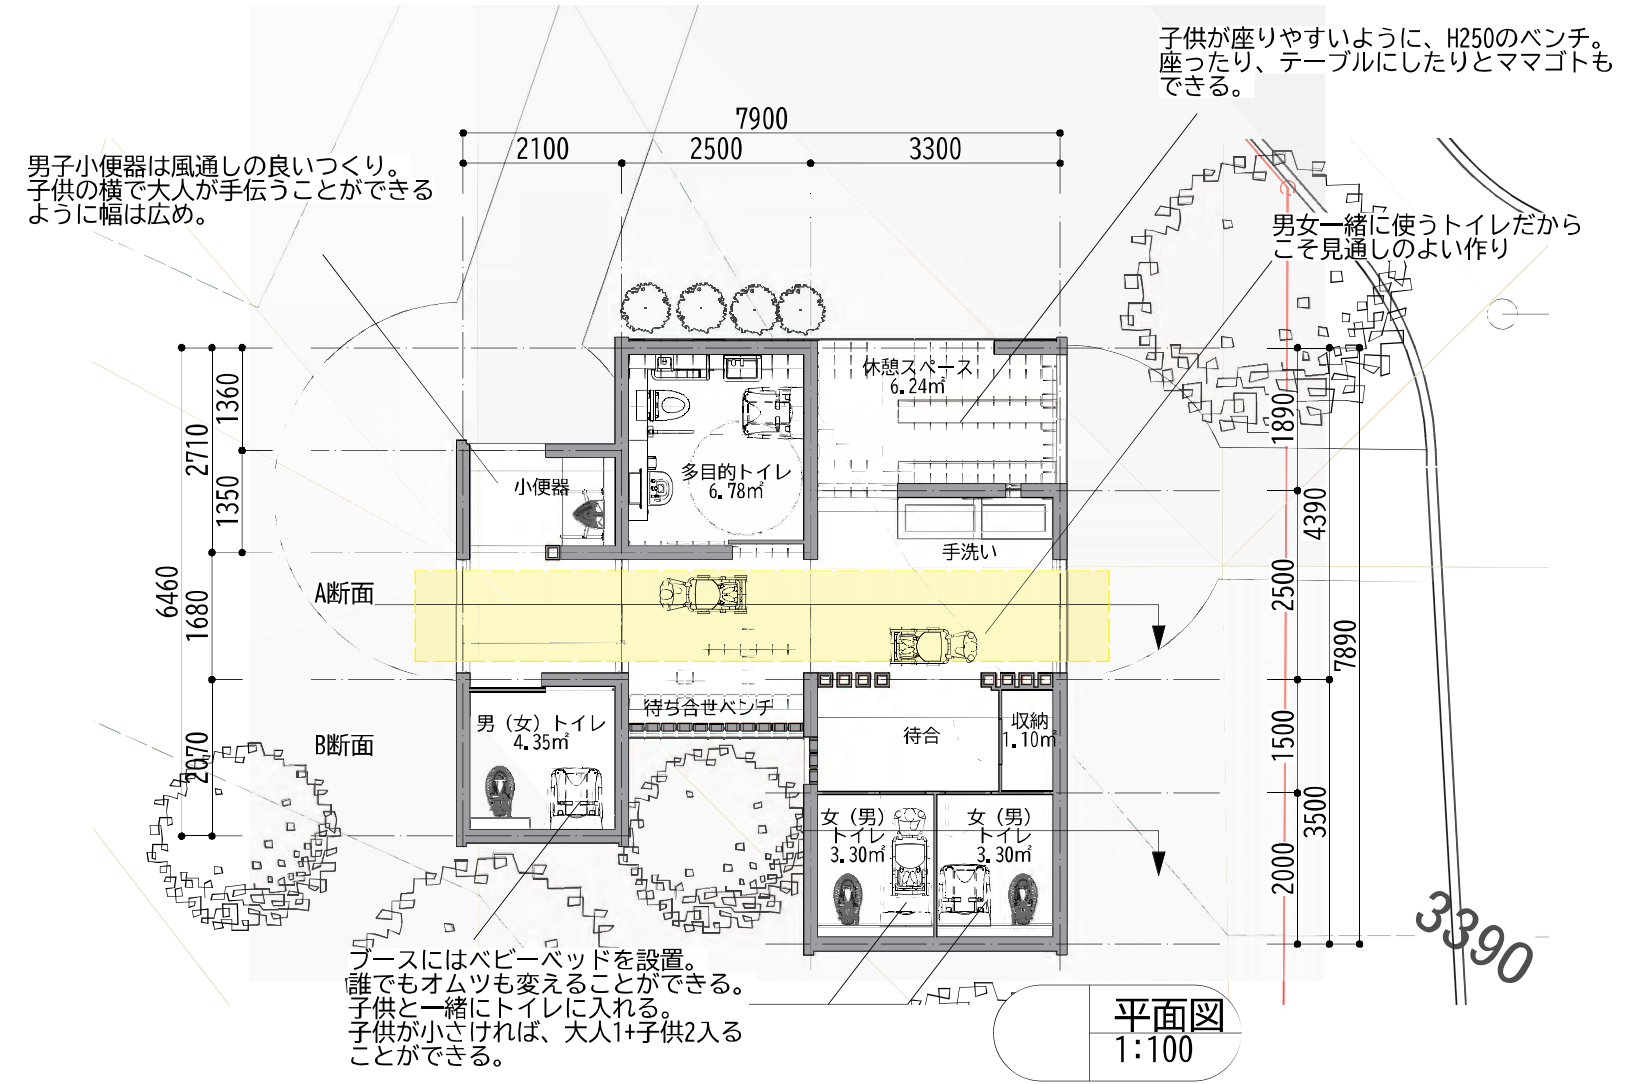 子供が座りやすいように、H250のベンチ。
座ったり、テーブルにしたりとママゴトも
できる。
7900
2100
2500
3300
男子小便器は風通しの良いつくり。
子供の横で大人が手伝うことができる
ように幅は広め。
男女一緒に使うトイレだから
こそ見通しのよい作り
休憩スペース
6.24㎡
多目的トイレ
6.78㎡
小便器
手洗い
1360
2710
1350
6460
1680
2070
1890
4390
2500
7890
1500
3500
2000
A断面
B断面
待ち合せベンチ
男（女）トイレ
4.35㎡
待合
収納
1.10㎡
女（男）
トイレ
3.30㎡
女（男）
トイレ
3.30㎡
ブースにはベビーベッドを設置。
誰でもオムツも変えることができる。
子供と一緒にトイレに入れる。
子供が小さければ、大人1+子供2入る
ことができる。
3390
平面図
1:100